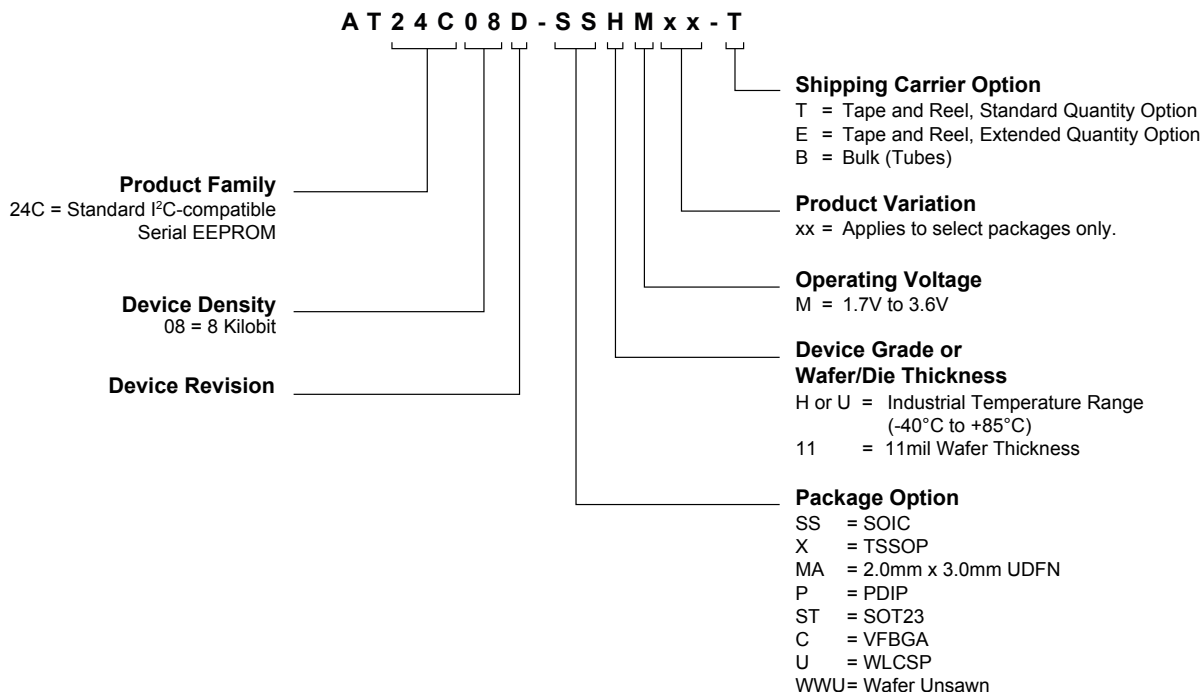 AT24C08D-SSHMxx-T
Shipping Carrier Option
T = Tape and Reel, Standard Quantity Option
E = Tape and Reel, Extended Quantity Option
B = Bulk (Tubes)
Product Family
24C = Standard I²C-compatible
Serial EEPROM
Product Variation
xx = Applies to select packages only.
Operating Voltage
M = 1.7V to 3.6V
Device Density
08 = 8 Kilobit
Device Grade or
Wafer/Die Thickness
H or U = Industrial Temperature Range
(-40°C to +85°C)
11 = 11mil Wafer Thickness
Device Revision
Package Option
SS = SOIC
X = TSSOP
MA = 2.0mm x 3.0mm UDFN
P = PDIP
ST = SOT23
C = VFBGA
U = WLCSP
WWU= Wafer Unsawn